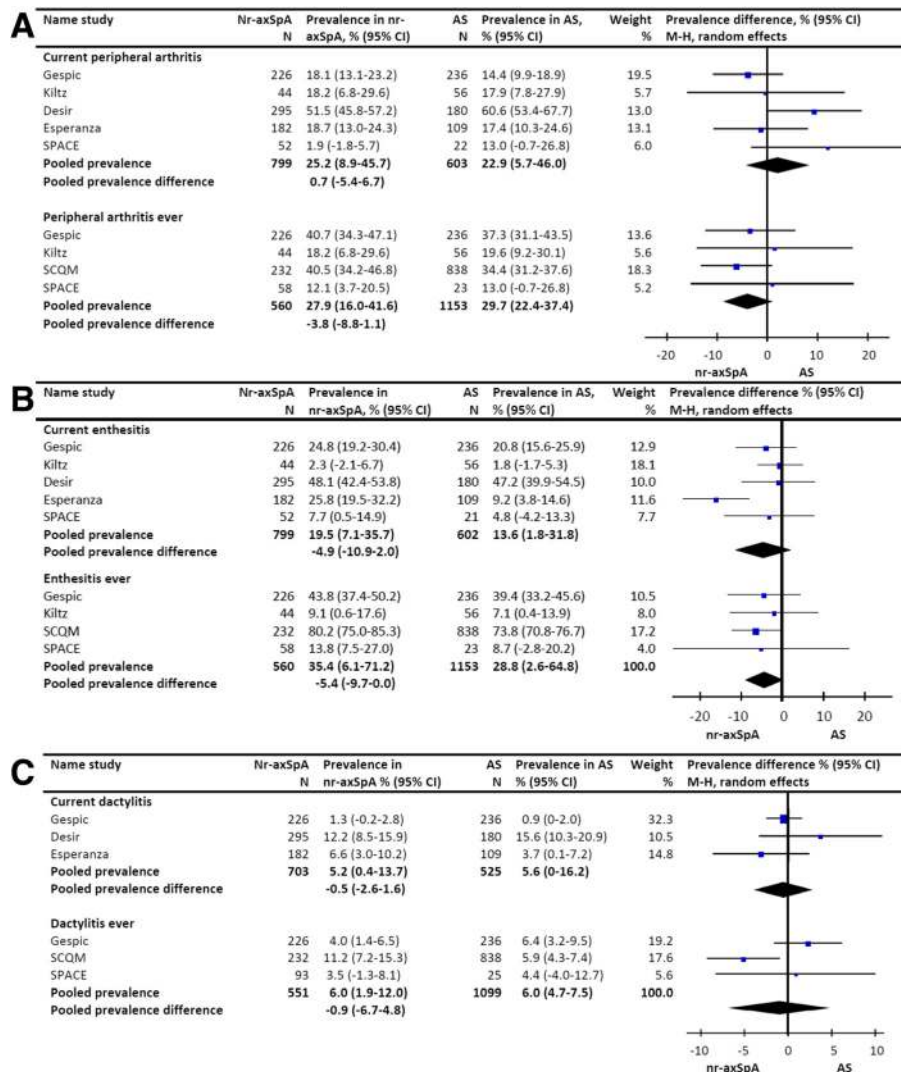 A
Name study Nr-axSpA Prevalence in nr- AS Prevalence in AS, Weight Prevalence difference, % (95% CI)
N axSpA, % (95% CI) N % (95% CI) % M-H, random effects
Current peripheral arthritis
Gespic 226 18.1 (13.1-23.2) 236 14.4 (9.9-18.9) 19.5
Kiltz 44 18.2 (6.8-29.6) 56 17.9 (7.8-27.9) 5.7
Desir 295 51.5 (45.8-57.2) 180 60.6 (53.4-67.7) 13.0
Esperanza 182 18.7 (13.0-24.3) 109 17.4 (10.3-24.6) 13.1
SPACE 52 1.9 (-1.8-5.7) 22 13.0 (-0.7-26.8) 6.0
Pooled prevalence 799 25.2 (8.9-45.7) 603 22.9 (5.7-46.0)
Pooled prevalence difference 0.7 (-5.4-6.7)
Peripheral arthritis ever
Gespic 226 40.7 (34.3-47.1) 236 37.3 (31.1-43.5) 13.6
Kiltz 44 18.2 (6.8-29.6) 56 19.6 (9.2-30.1) 5.6
SCQM 232 40.5 (34.2-46.8) 838 34.4 (31.2-37.6) 18.3
SPACE 58 12.1 (3.7-20.5) 23 13.0 (-0.7-26.8) 5.2
Pooled prevalence 560 27.9 (16.0-41.6) 1153 29.7 (22.4-37.4)
Pooled prevalence difference -3.8 (-8.8-1.1)
-20 -10 0 10 20
nr-axSpA AS
B
Name study Nr-axSpA Prevalence in AS Prevalence in AS, Weight Prevalence difference % (95% CI)
N nr-axSpA, % (95% CI) N % (95% CI) % M-H, random effects
Current enthesitis
Gespic 226 24.8 (19.2-30.4) 236 20.8 (15.6-25.9) 12.9
Kiltz 44 2.3 (-2.1-6.7) 56 1.8 (-1.7-5.3) 18.1
Desir 295 48.1 (42.4-53.8) 180 47.2 (39.9-54.5) 10.0
Esperanza 182 25.8 (19.5-32.2) 109 9.2 (3.8-14.6) 11.6
SPACE 52 7.7 (0.5-14.9) 21 4.8 (-4.2-13.3) 7.7
Pooled prevalence 799 19.5 (7.1-35.7) 602 13.6 (1.8-31.8)
Pooled prevalence difference -4.9 (-10.9-2.0)
Enthesitis ever
Gespic 226 43.8 (37.4-50.2) 236 39.4 (33.2-45.6) 10.5
Kiltz 44 9.1 (0.6-17.6) 56 7.1 (0.4-13.9) 8.0
SCQM 232 80.2 (75.0-85.3) 838 73.8 (70.8-76.7) 17.2
SPACE 58 13.8 (7.5-27.0) 23 8.7 (-2.8-20.2) 4.0
Pooled prevalence 560 35.4 (6.1-71.2) 1153 28.8 (2.6-64.8) 100.0
Pooled prevalence difference -5.4 (-9.7-0.0)
-20 -10 0 10 20
nr-axSpA AS
C
Name study Nr-axSpA Prevalence in AS Prevalence in AS Weight Prevalence difference % (95% CI)
N nr-axSpA % (95% CI) N % (95% CI) % M-H, random effects
Current dactylitis
Gespic 226 1.3 (-0.2-2.8) 236 0.9 (0-2.0) 32.3
Desir 295 12.2 (8.5-15.9) 180 15.6 (10.3-20.9) 10.5
Esperanza 182 6.6 (3.0-10.2) 109 3.7 (0.1-7.2) 14.8
Pooled prevalence 703 5.2 (0.4-13.7) 525 5.6 (0-16.2)
Pooled prevalence difference -0.5 (-2.6-1.6)
Dactylitis ever
Gespic 226 4.0 (1.4-6.5) 236 6.4 (3.2-9.5) 19.2
SCQM 232 11.2 (7.2-15.3) 838 5.9 (4.3-7.4) 17.6
SPACE 93 3.5 (-1.3-8.1) 25 4.4 (-4.0-12.7) 5.6
Pooled prevalence 551 6.0 (1.9-12.0) 1099 6.0 (4.7-7.5) 100.0
Pooled prevalence difference -0.9 (-6.7-4.8)
-10 -5 0 5 10
nr-axSpA AS